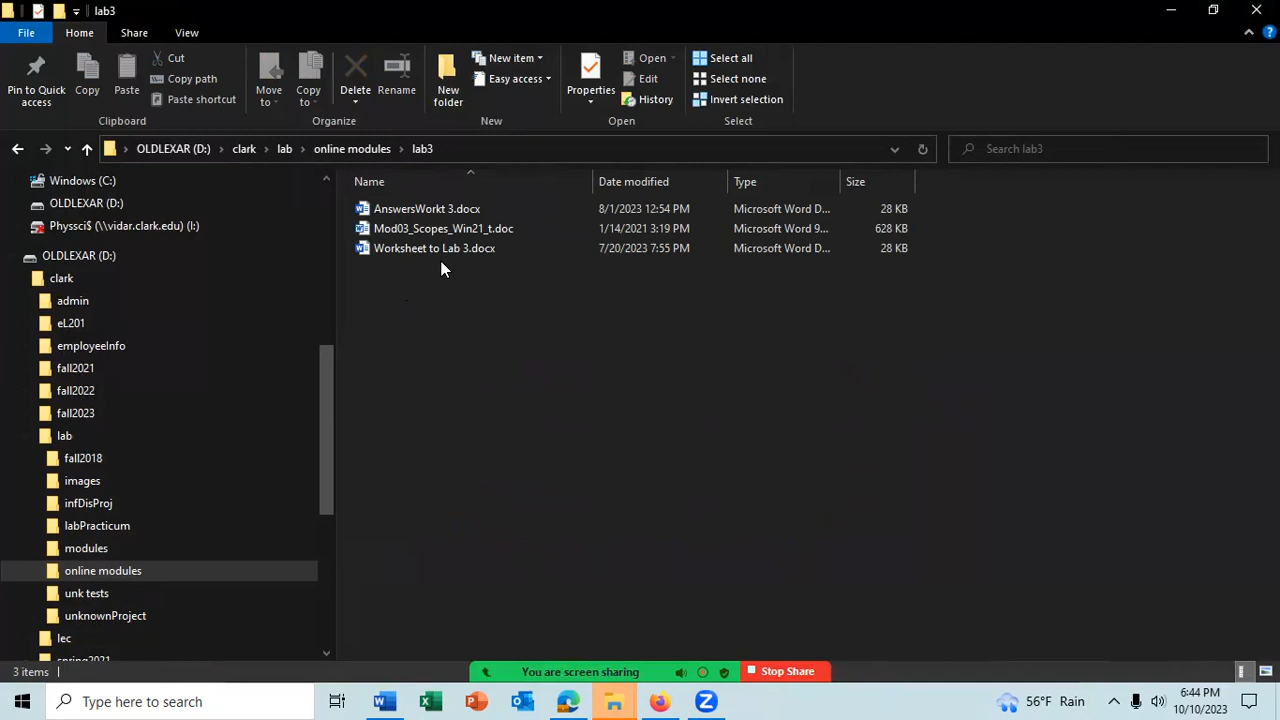 lab3
File Home Share View
Pin to Quick access
Copy
Paste
Cut
Copy path
Paste shortcut
Clipboard
Move to
Copy to
Delete
Rename
Organize
New folder
New item
Easy access
New
Properties
Open
Edit
History
Open
Select all
Select none
Invert selection
Select
OLDLEXAR (D:) clark lab online modules lab3
Search lab3
Windows (C:)
OLDLEXAR (D:)
Physsci$ (\\vidar.clark.edu) (I:)
OLDLEXAR (D:)
clark
admin
eL201
employeeInfo
fall2021
fall2022
fall2023
lab
fall2018
images
infDisProj
labPracticum
modules
online modules
unk tests
unknownProject
lec
spring2021
Name Date modified Type Size
AnswersWorkt 3.docx 8/1/2023 12:54 PM Microsoft Word D... 28 KB
Mod03_Scopes_Win21_t.doc 1/14/2021 3:19 PM Microsoft Word 9... 628 KB
Worksheet to Lab 3.docx 7/20/2023 7:55 PM Microsoft Word D... 28 KB
3 items
You are screen sharing Stop Share
Type here to search
56°F Rain
6:44 PM
10/10/2023